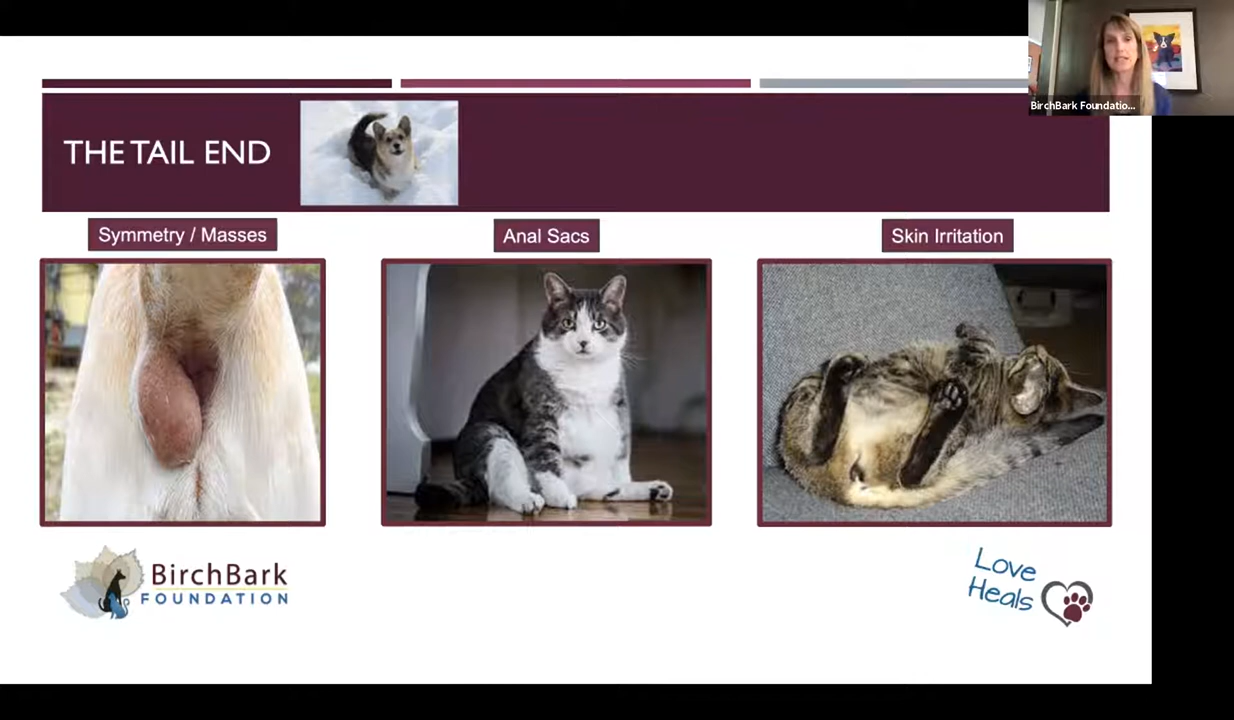 BirchBark Foundatio...
THE TAIL END
Symmetry / Masses
Anal Sacs
Skin Irritation
BirchBark
FOUNDATION
Love
Heals